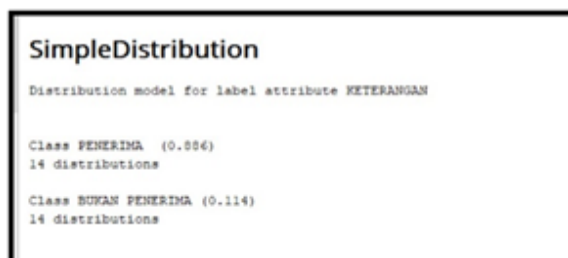 SimpleDistribution
Distribution model for label attribute KETERANGAN
Class PENERIMA (0.886)
14 distributions
Class BUKAN PENERIMA (0.114)
14 distributions